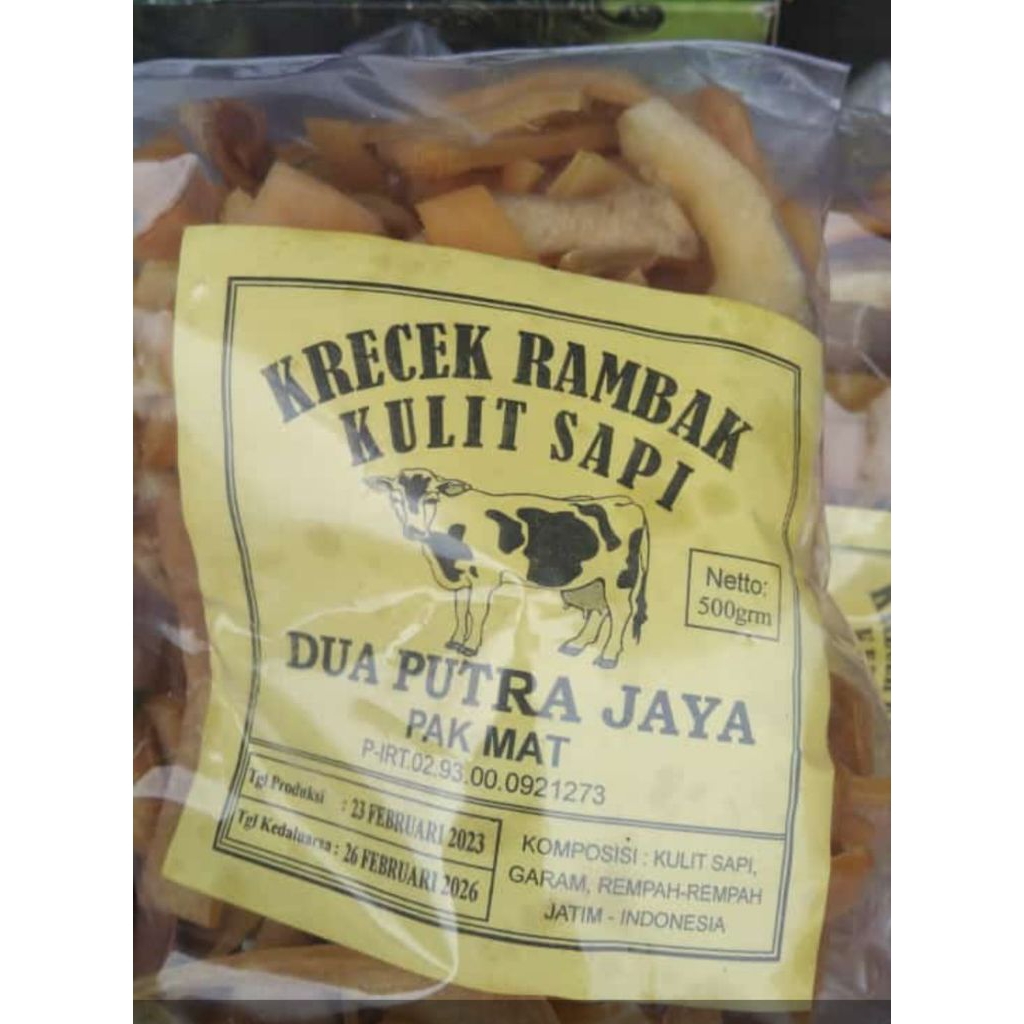 KRECEK RAMBAK
KULIT SAPI
Netto:
500grm
DUA PUTRA JAYA
PAK MAT
P-IRT.02.93.00.0921273
Tgl Produksi : 23 FEBRUARI 2023
Tgl Kedaluarsa : 26 FEBRUARI 2026
KOMPOSISI : KULIT SAPI,
GARAM, REMPAH-REMPAH
JATIM - INDONESIA